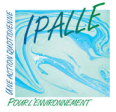 IPALLE
UNE ACTION QUOTIDIENNE
POUR L'ENVIRONNEMENT